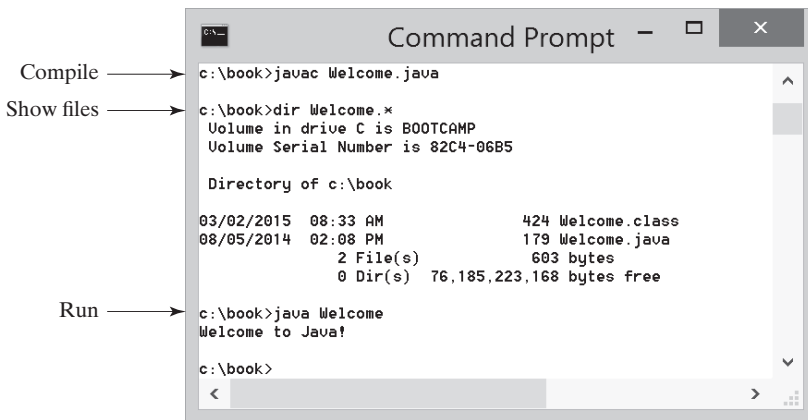 Command Prompt
Compile
c:\book>javac Welcome.java
Show files
c:\book>dir Welcome.*
Volume in drive C is BOOTCAMP
Volume Serial Number is 82C4-06B5
Directory of c:\book
03/02/2015 08:33 AM 424 Welcome.class
08/05/2014 02:08 PM 179 Welcome.java
2 File(s) 603 bytes
0 Dir(s) 76,185,223,168 bytes free
Run
c:\book>java Welcome
Welcome to Java!
c:\book>